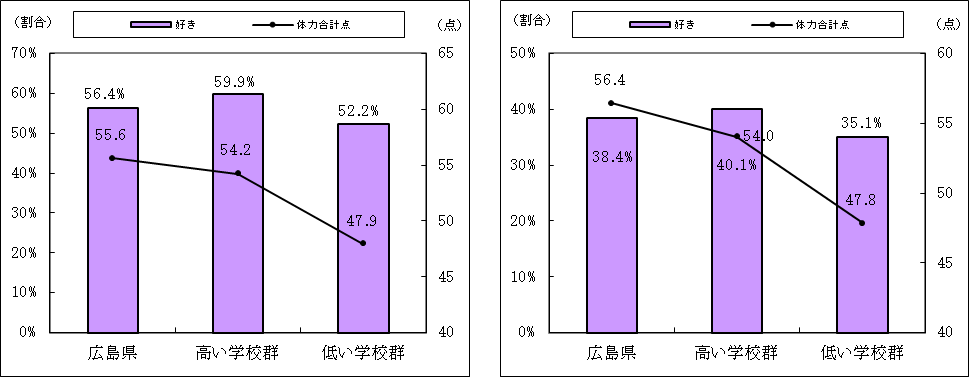 (割合) 好き 体力合計点 (点)
70% 65
56.4% 59.9% 52.2%
60% 60
55.6 54.2 47.9
50% 55
40% 50
30% 45
20% 40
10%
0%
広島県 高い学校群 低い学校群
(割合) 好き 体力合計点 (点)
50% 60
56.4
40% 55
38.4% 54.0 35.1%
40.1%
30% 50
47.8
20% 45
10% 40
0%
広島県 高い学校群 低い学校群